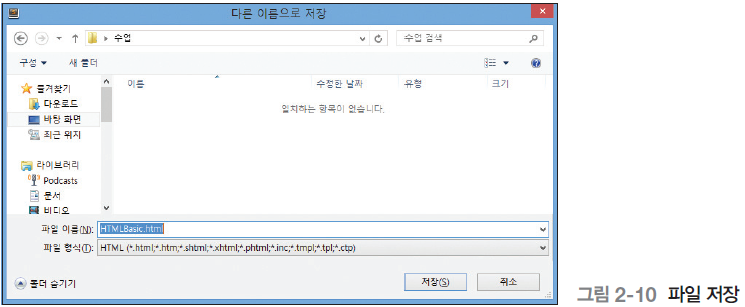 다른 이름으로 저장
수업
수업 검색
구성
새 폴더
이름
수정한 날짜
유형
크기
일치하는 항목이 없습니다.
즐겨찾기
다운로드
바탕 화면
최근 위치
라이브러리
Podcasts
문서
비디오
파일 이름(N): HTMLBasic.html
파일 형식(T): HTML (*.html;*.htm;*.shtml;*.xhtml;*.phtml;*.inc;*.tmpl;*.tpl;*.ctp)
폴더 숨기기
저장(S)
취소
그림 2-10 파일 저장